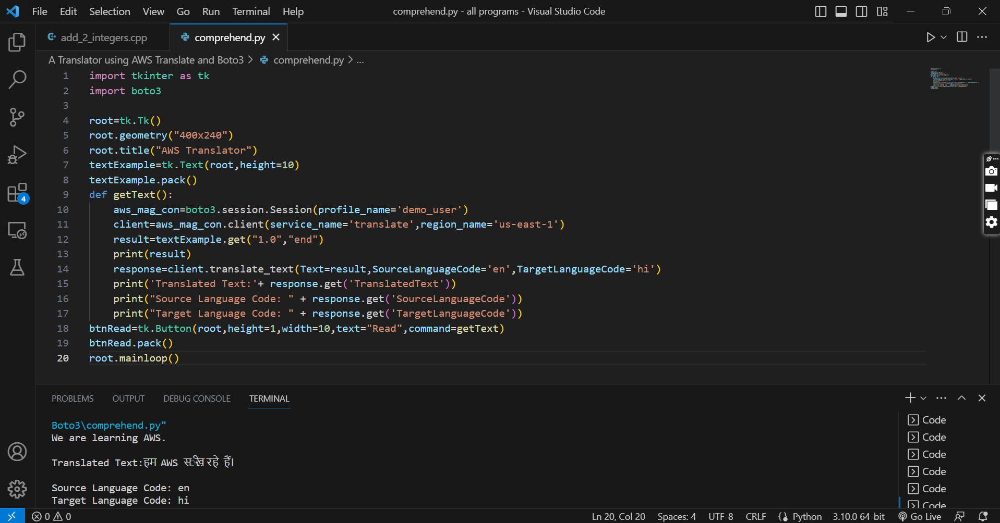 File Edit Selection View Go Run Terminal Help comprehend.py - all programs - Visual Studio Code
add_2_integers.cpp comprehend.py
A Translator using AWS Translate and Boto3 > comprehend.py > ...
1 import tkinter as tk
2 import boto3
3
4 root=tk.Tk()
5 root.geometry("400x240")
6 root.title("AWS Translator")
7 textExample=tk.Text(root,height=10)
8 textExample.pack()
9 def getText():
10 aws_mag_con=boto3.session.Session(profile_name='demo_user')
11 client=aws_mag_con.client(service_name='translate',region_name='us-east-1')
12 result=textExample.get("1.0","end")
13 print(result)
14 response=client.translate_text(Text=result,SourceLanguageCode='en',TargetLanguageCode='hi')
15 print('Translated Text:'+ response.get('TranslatedText'))
16 print("Source Language Code: " + response.get('SourceLanguageCode'))
17 print("Target Language Code: " + response.get('TargetLanguageCode'))
18 btnRead=tk.Button(root,height=1,width=10,text="Read",command=getText)
19 btnRead.pack()
20 root.mainloop()
4
PROBLEMS OUTPUT DEBUG CONSOLE TERMINAL
Boto3\comprehend.py"
We are learning AWS.
Translated Text:हम AWS सीख रहे हैं।
Source Language Code: en
Target Language Code: hi
Code
Code
Code
Code
Code
Code
0 0 Ln 20, Col 20 Spaces: 4 UTF-8 CRLF Python 3.10.0 64-bit Go Live